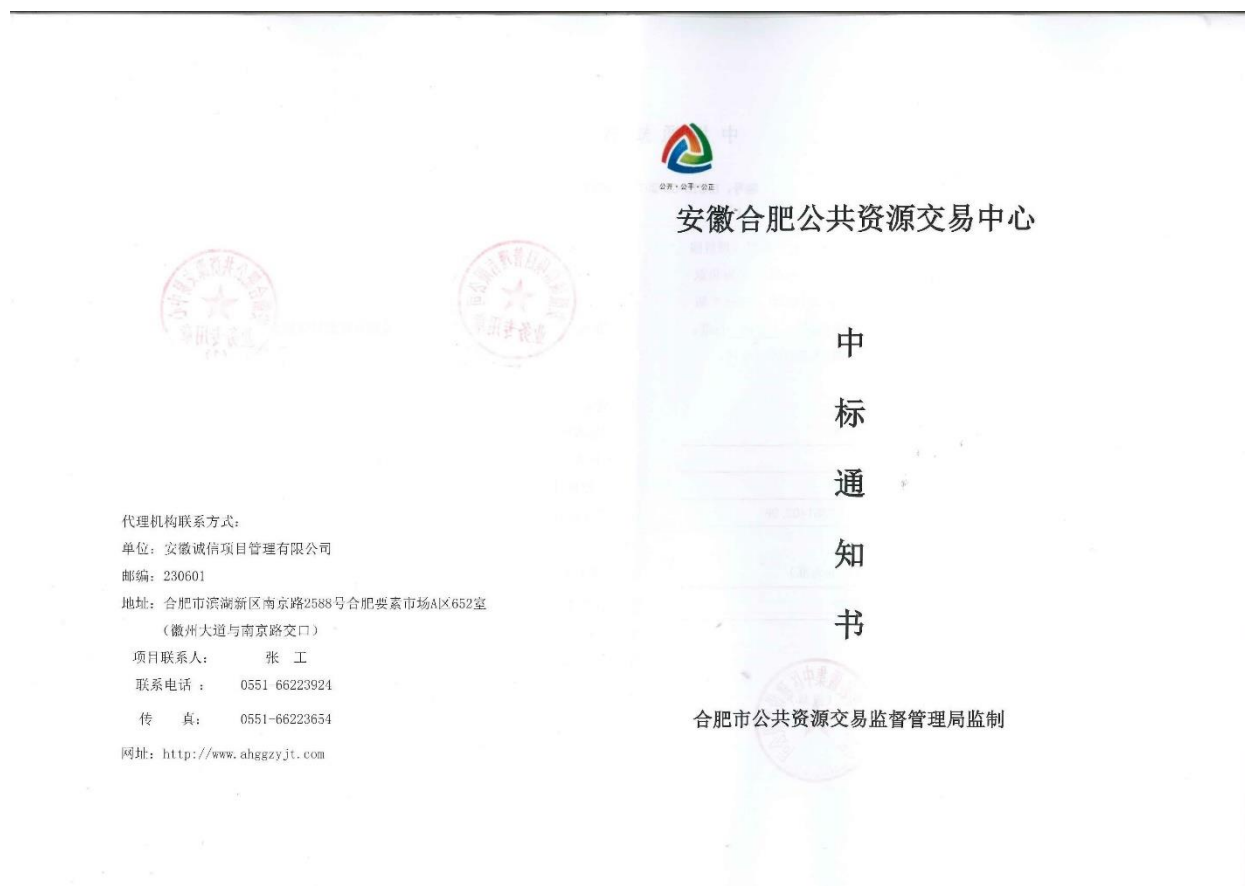 代理机构联系方式:
单位: 安徽诚信项目管理有限公司
邮编: 230601
地址: 合肥市滨湖新区南京路2588号合肥要素市场A区652室
(徽州大道与南京路交口)
项目联系人: 张 工
联系电话 : 0551 66223924
传 真: 0551-66223654
网址: http://www.ahggzyjt.com
公开·公平·公正
安徽合肥公共资源交易中心
中
标
通
知
书
合肥市公共资源交易监督管理局监制